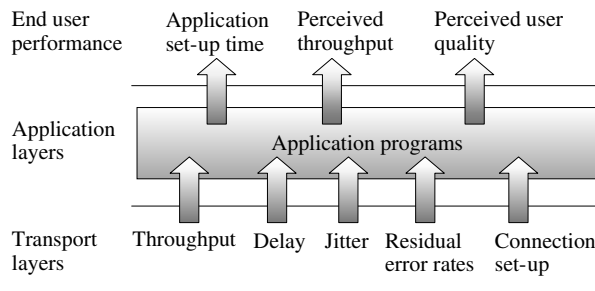 End user
performance
Application
set-up time
Perceived
throughput
Perceived user
quality
Application
layers
Application programs
Transport
layers
Throughput
Delay
Jitter
Residual
error rates
Connection
set-up